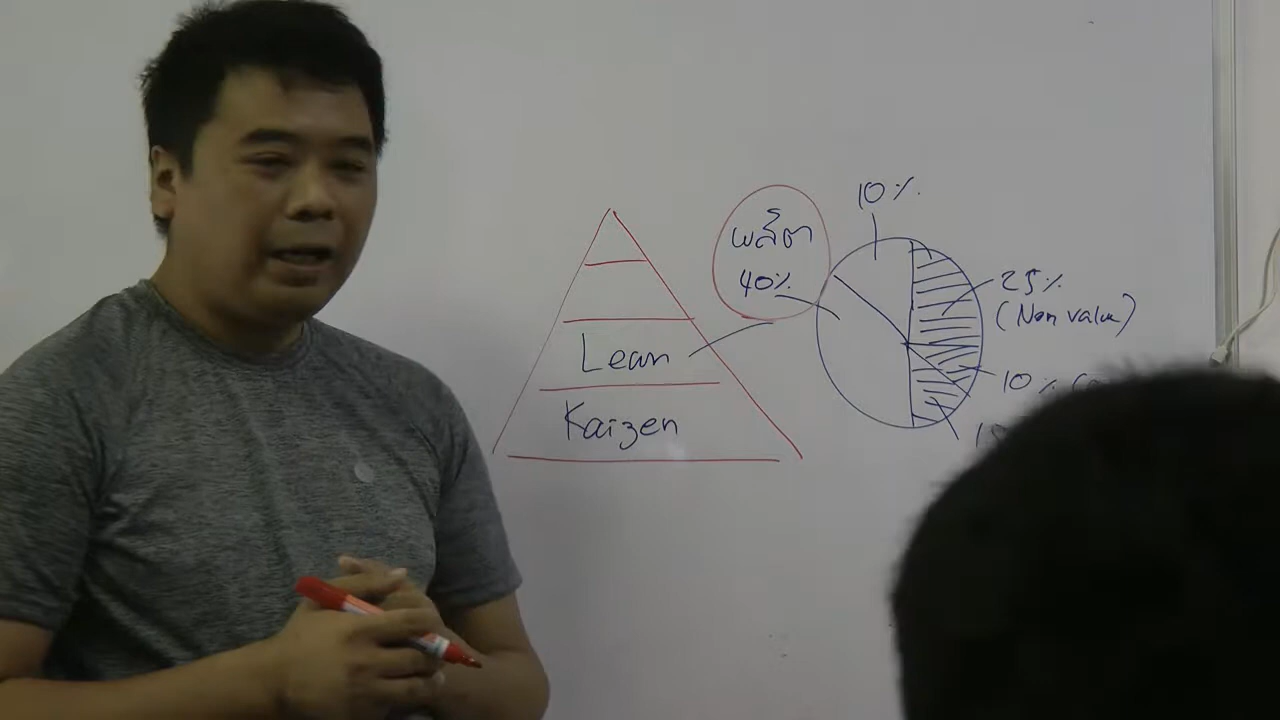 Lean
Kaizen
ผลิต
40%
10%
25%
(Non value)
10%